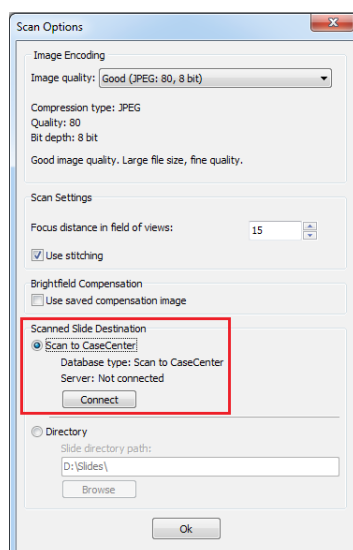 Scan Options
Image Encoding
Image quality: Good (JPEG: 80, 8 bit)
Compression type: JPEG
Quality: 80
Bit depth: 8 bit
Good image quality. Large file size, fine quality.
Scan Settings
Focus distance in field of views: 15
Use stitching
Brightfield Compensation
Use saved compensation image
Scanned Slide Destination
Scan to CaseCenter
Database type: Scan to CaseCenter
Server: Not connected
Connect
Directory
Slide directory path:
D:\Slides\
Browse
Ok